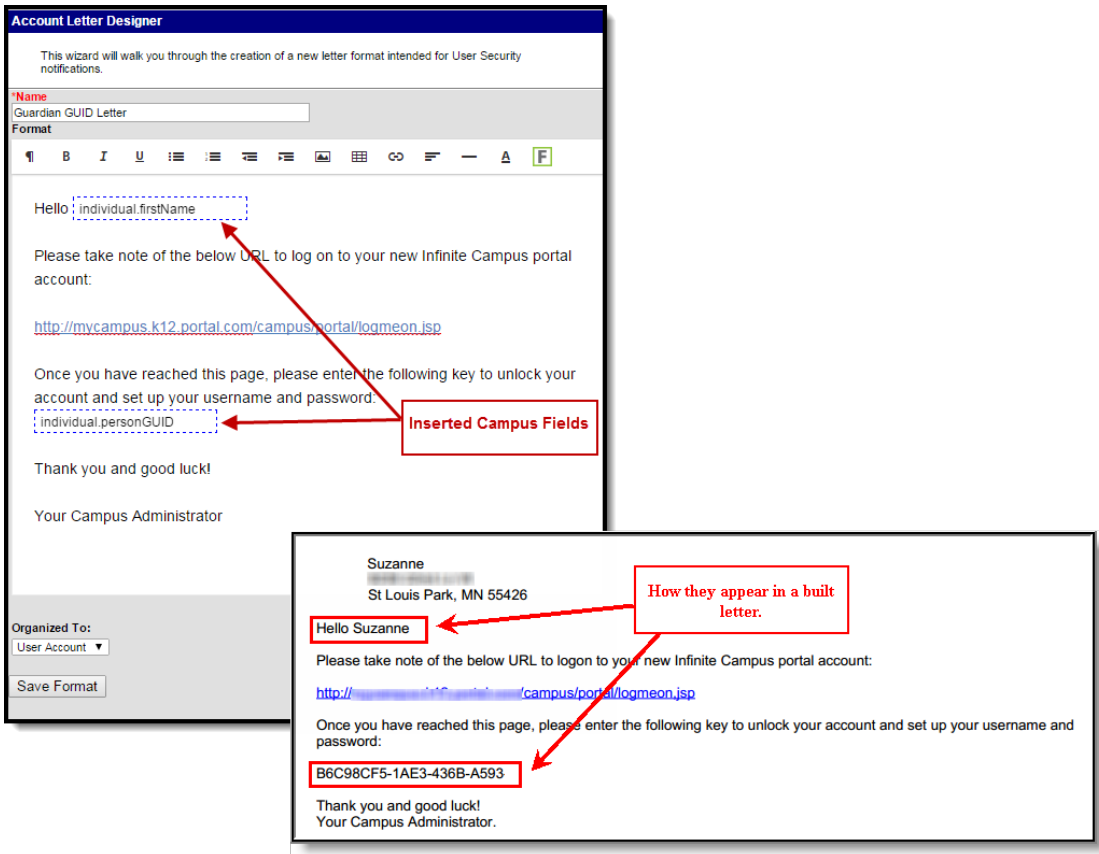 Account Letter Designer
This wizard will walk you through the creation of a new letter format intended for User Security
notifications.
*Name
Guardian GUID Letter
Format
¶ B I U A F
Hello individual.firstName
Please take note of the below URL to log on to your new Infinite Campus portal
account:
http://mycampus.k12.portal.com/campus/portal/logmeon.jsp
Once you have reached this page, please enter the following key to unlock your
account and set up your username and password:
individual.personGUID
Inserted Campus Fields
Thank you and good luck!
Your Campus Administrator
Organized To:
User Account ▼
Save Format
Suzanne
St Louis Park, MN 55426
How they appear in a built
letter.
Hello Suzanne
Please take note of the below URL to logon to your new Infinite Campus portal account:
http:// /campus/portal/logmeon.jsp
Once you have reached this page, please enter the following key to unlock your account and set up your username and
password:
B6C98CF5-1AE3-436B-A593
Thank you and good luck!
Your Campus Administrator.